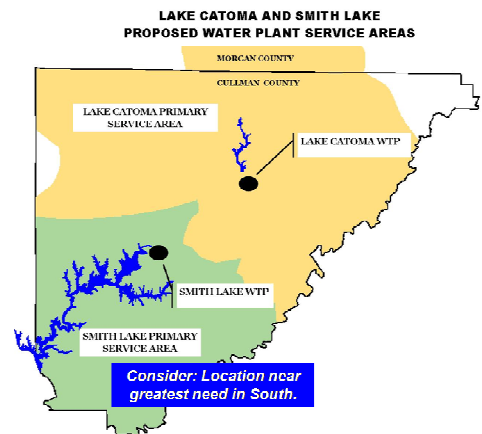 LAKE CATOMA AND SMITH LAKE
PROPOSED WATER PLANT SERVICE AREAS
MORGAN COUNTY
CULLMAN COUNTY
LAKE CATOMA PRIMARY
SERVICE AREA
LAKE CATOMA WTP
SMITH LAKE WTP
SMITH LAKE PRIMARY
SERVICE AREA
Consider: Location near
greatest need in South.